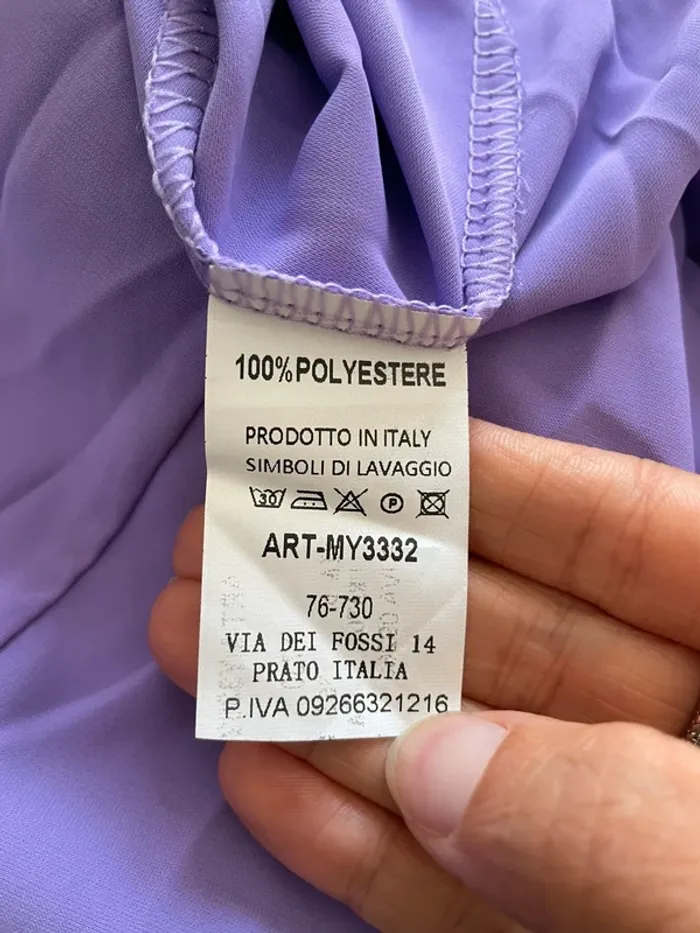 100%POLYESTERE
PRODOTTO IN ITALY
SIMBOLI DI LAVAGGIO
30 P
ART-MY3332
76-730
VIA DEI FOSSI 14
PRATO ITALIA
P.IVA 09266321216